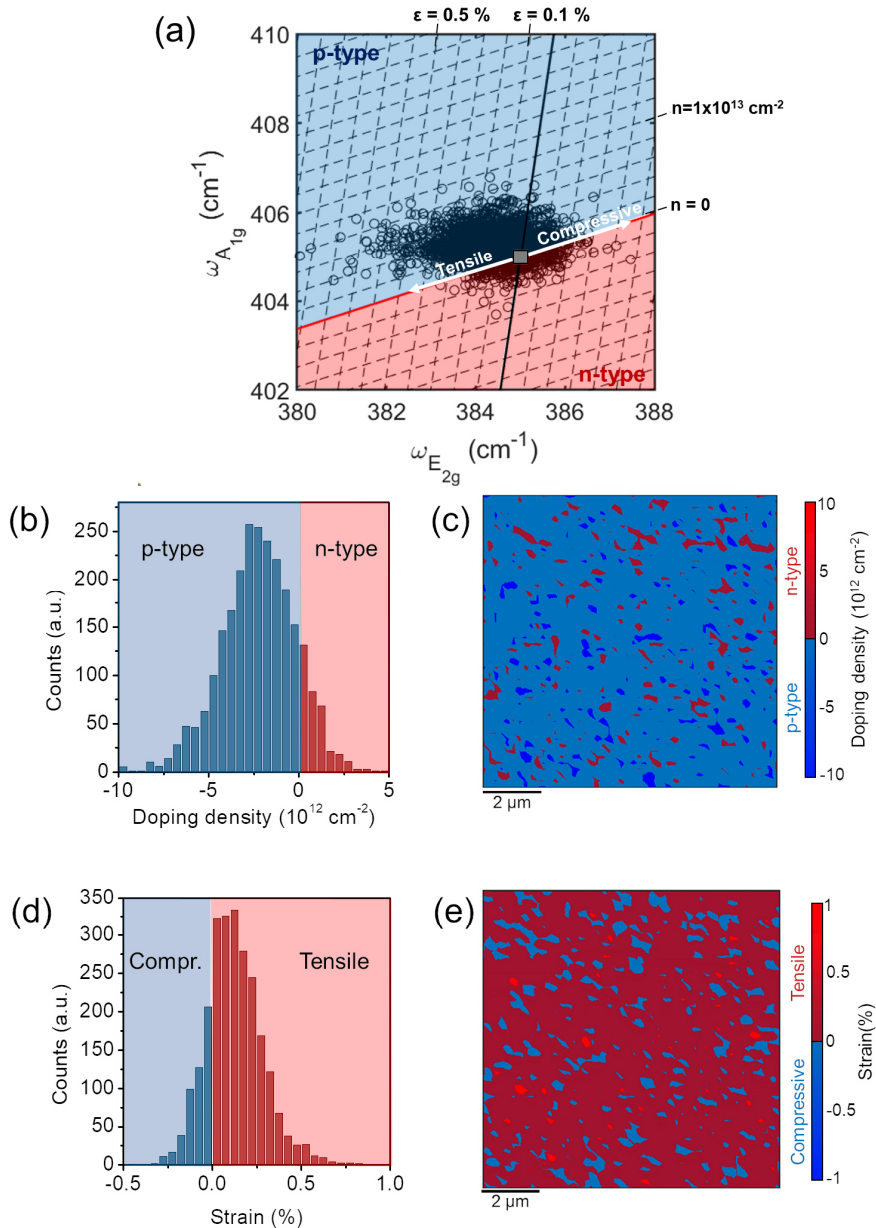 (a)
ε = 0.5 %
ε = 0.1 %
410
408
406
404
402
p-type
n-type
Tensile
Compressive
n=1x10¹³ cm⁻²
n = 0
ω_A₁g (cm⁻¹)
380
382
384
386
388
ω_E₂g (cm⁻¹)
(b)
250
200
150
100
50
0
Counts (a.u.)
p-type
n-type
-10
-5
0
5
Doping density (10¹² cm⁻²)
(c)
2 µm
n-type
p-type
10
5
0
-5
-10
Doping density (10¹² cm⁻²)
(d)
350
300
250
200
150
100
50
0
Counts (a.u.)
Compr.
Tensile
-0.5
0.0
0.5
1.0
Strain (%)
(e)
2 µm
Tensile
Compressive
1
0.5
0
-0.5
-1
Strain(%)